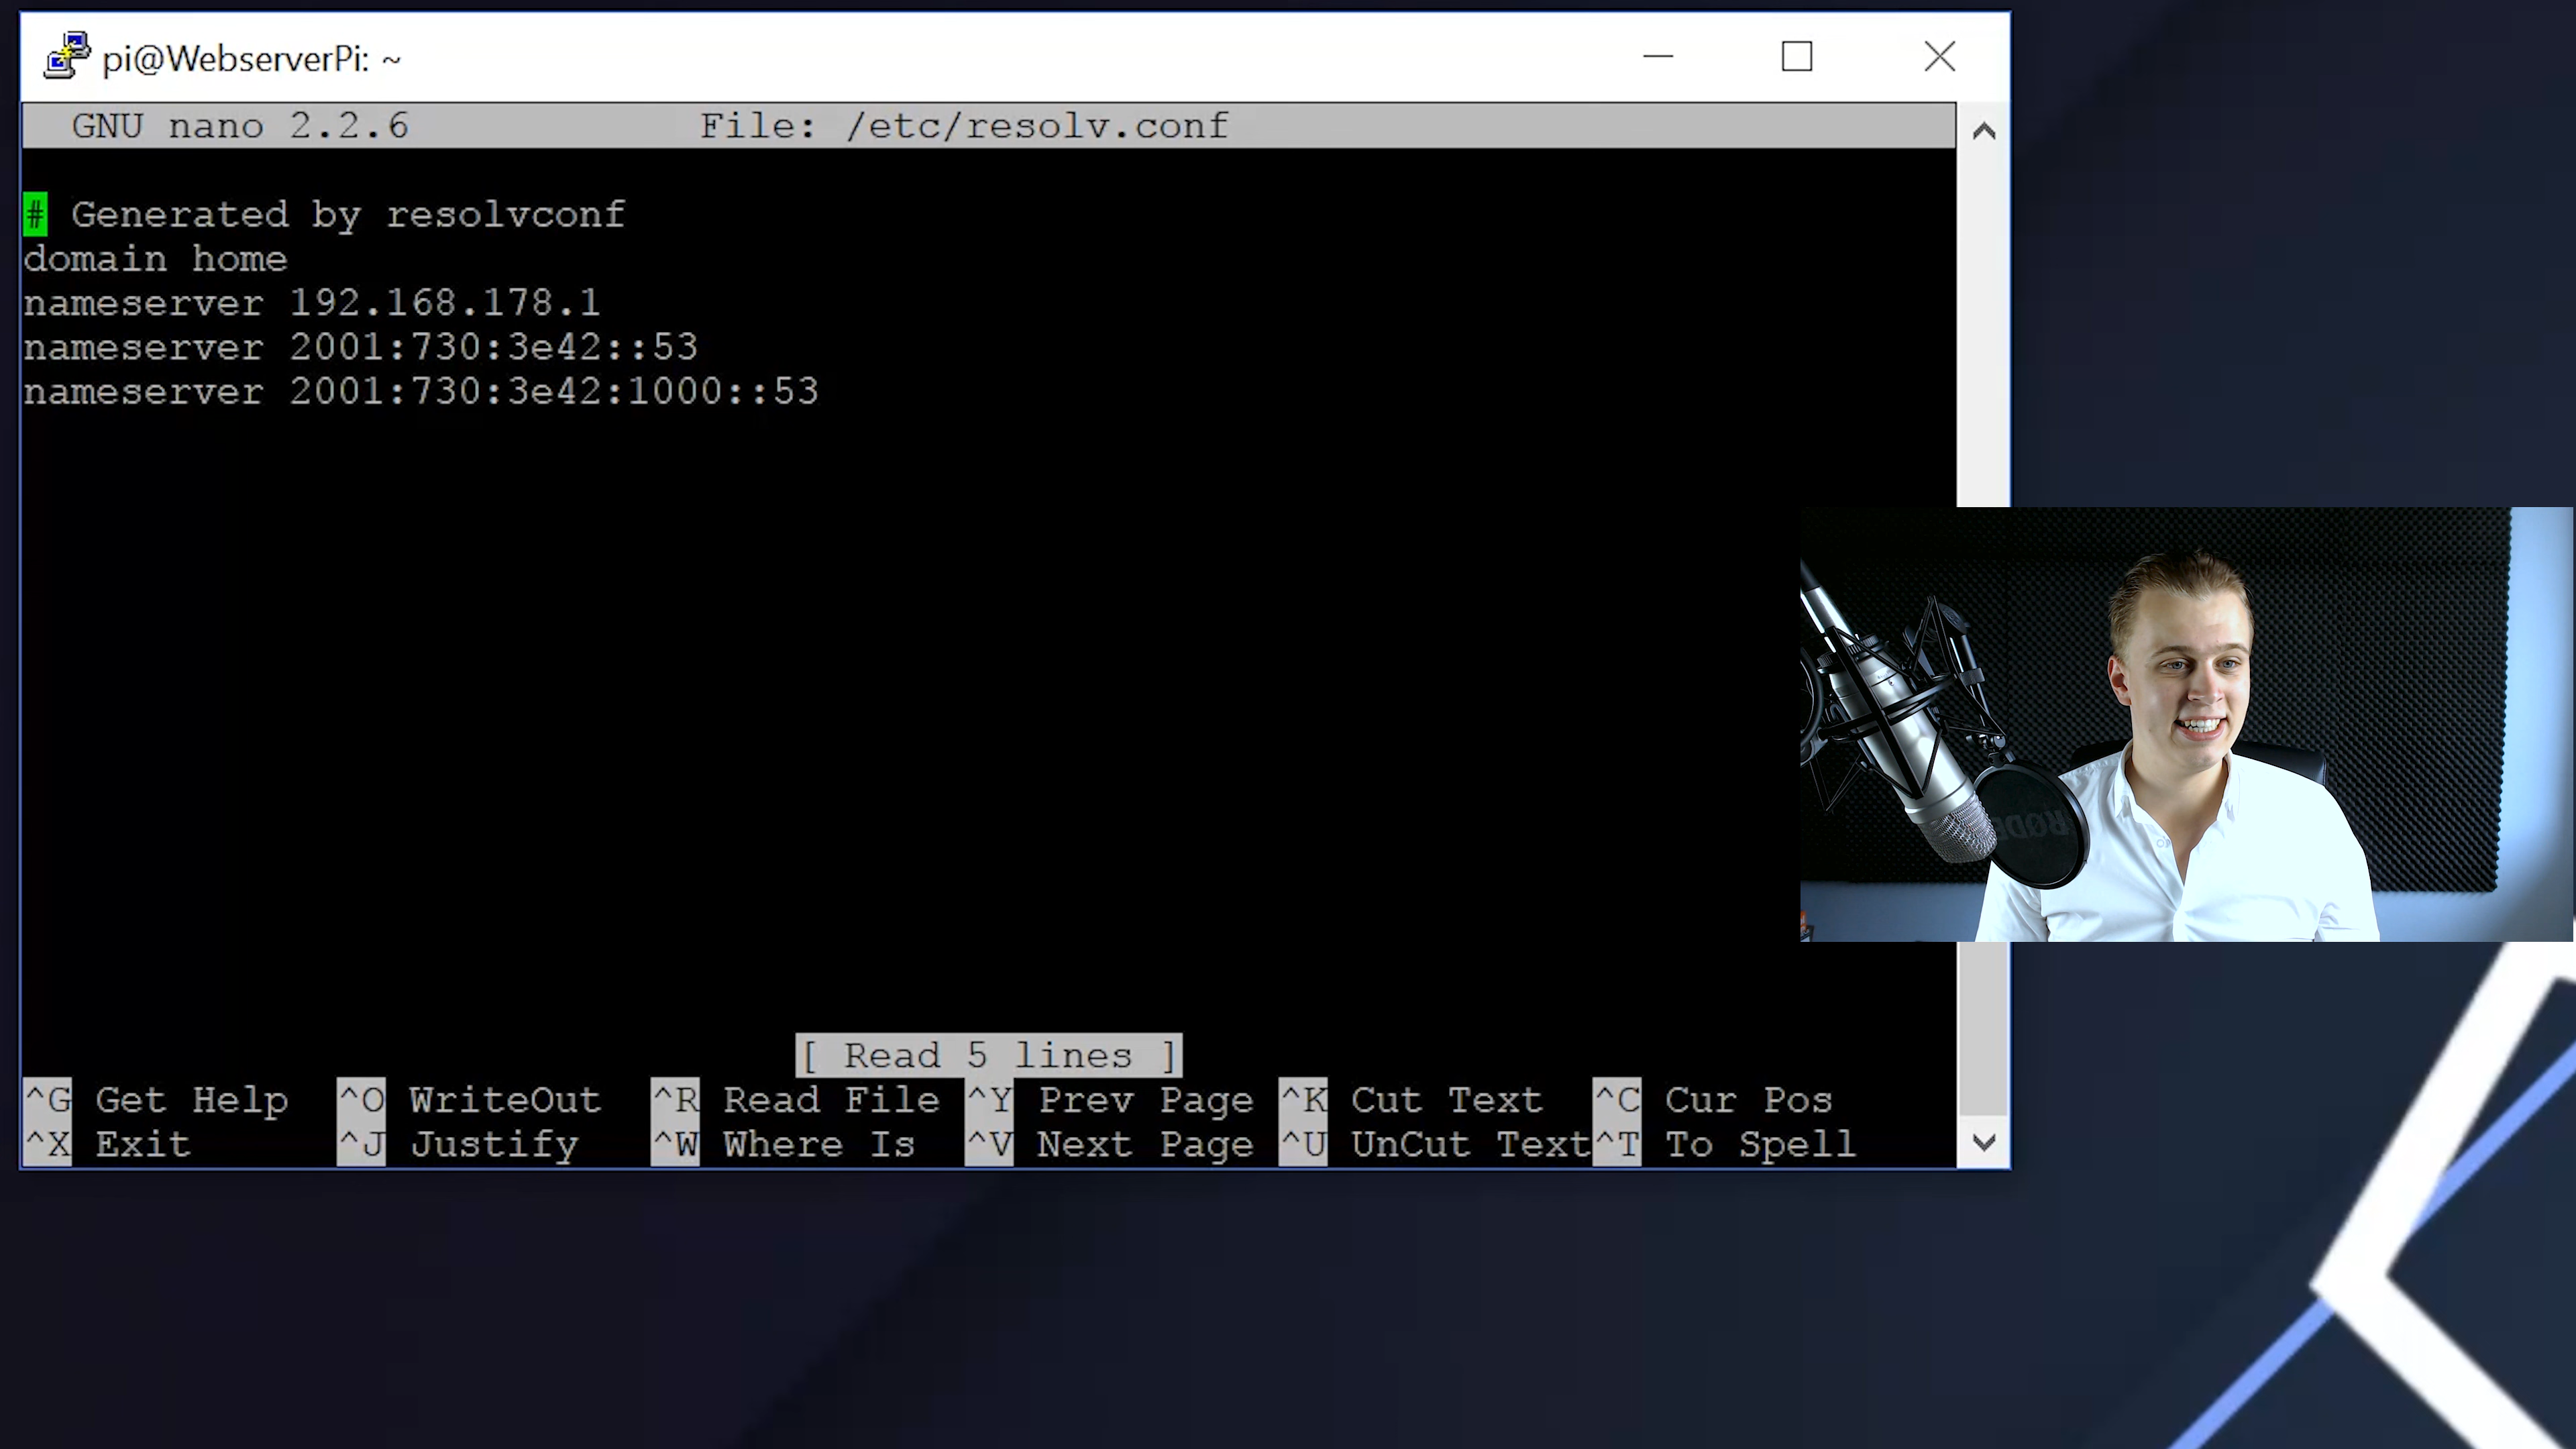 pi@WebserverPi: ~
GNU nano 2.2.6 File: /etc/resolv.conf
# Generated by resolvconf
domain home
nameserver 192.168.178.1
nameserver 2001:730:3e42::53
nameserver 2001:730:3e42:1000::53
RØDE
[ Read 5 lines ]
^G Get Help ^O WriteOut ^R Read File ^Y Prev Page ^K Cut Text ^C Cur Pos
^X Exit ^J Justify ^W Where Is ^V Next Page ^U UnCut Text ^T To Spell